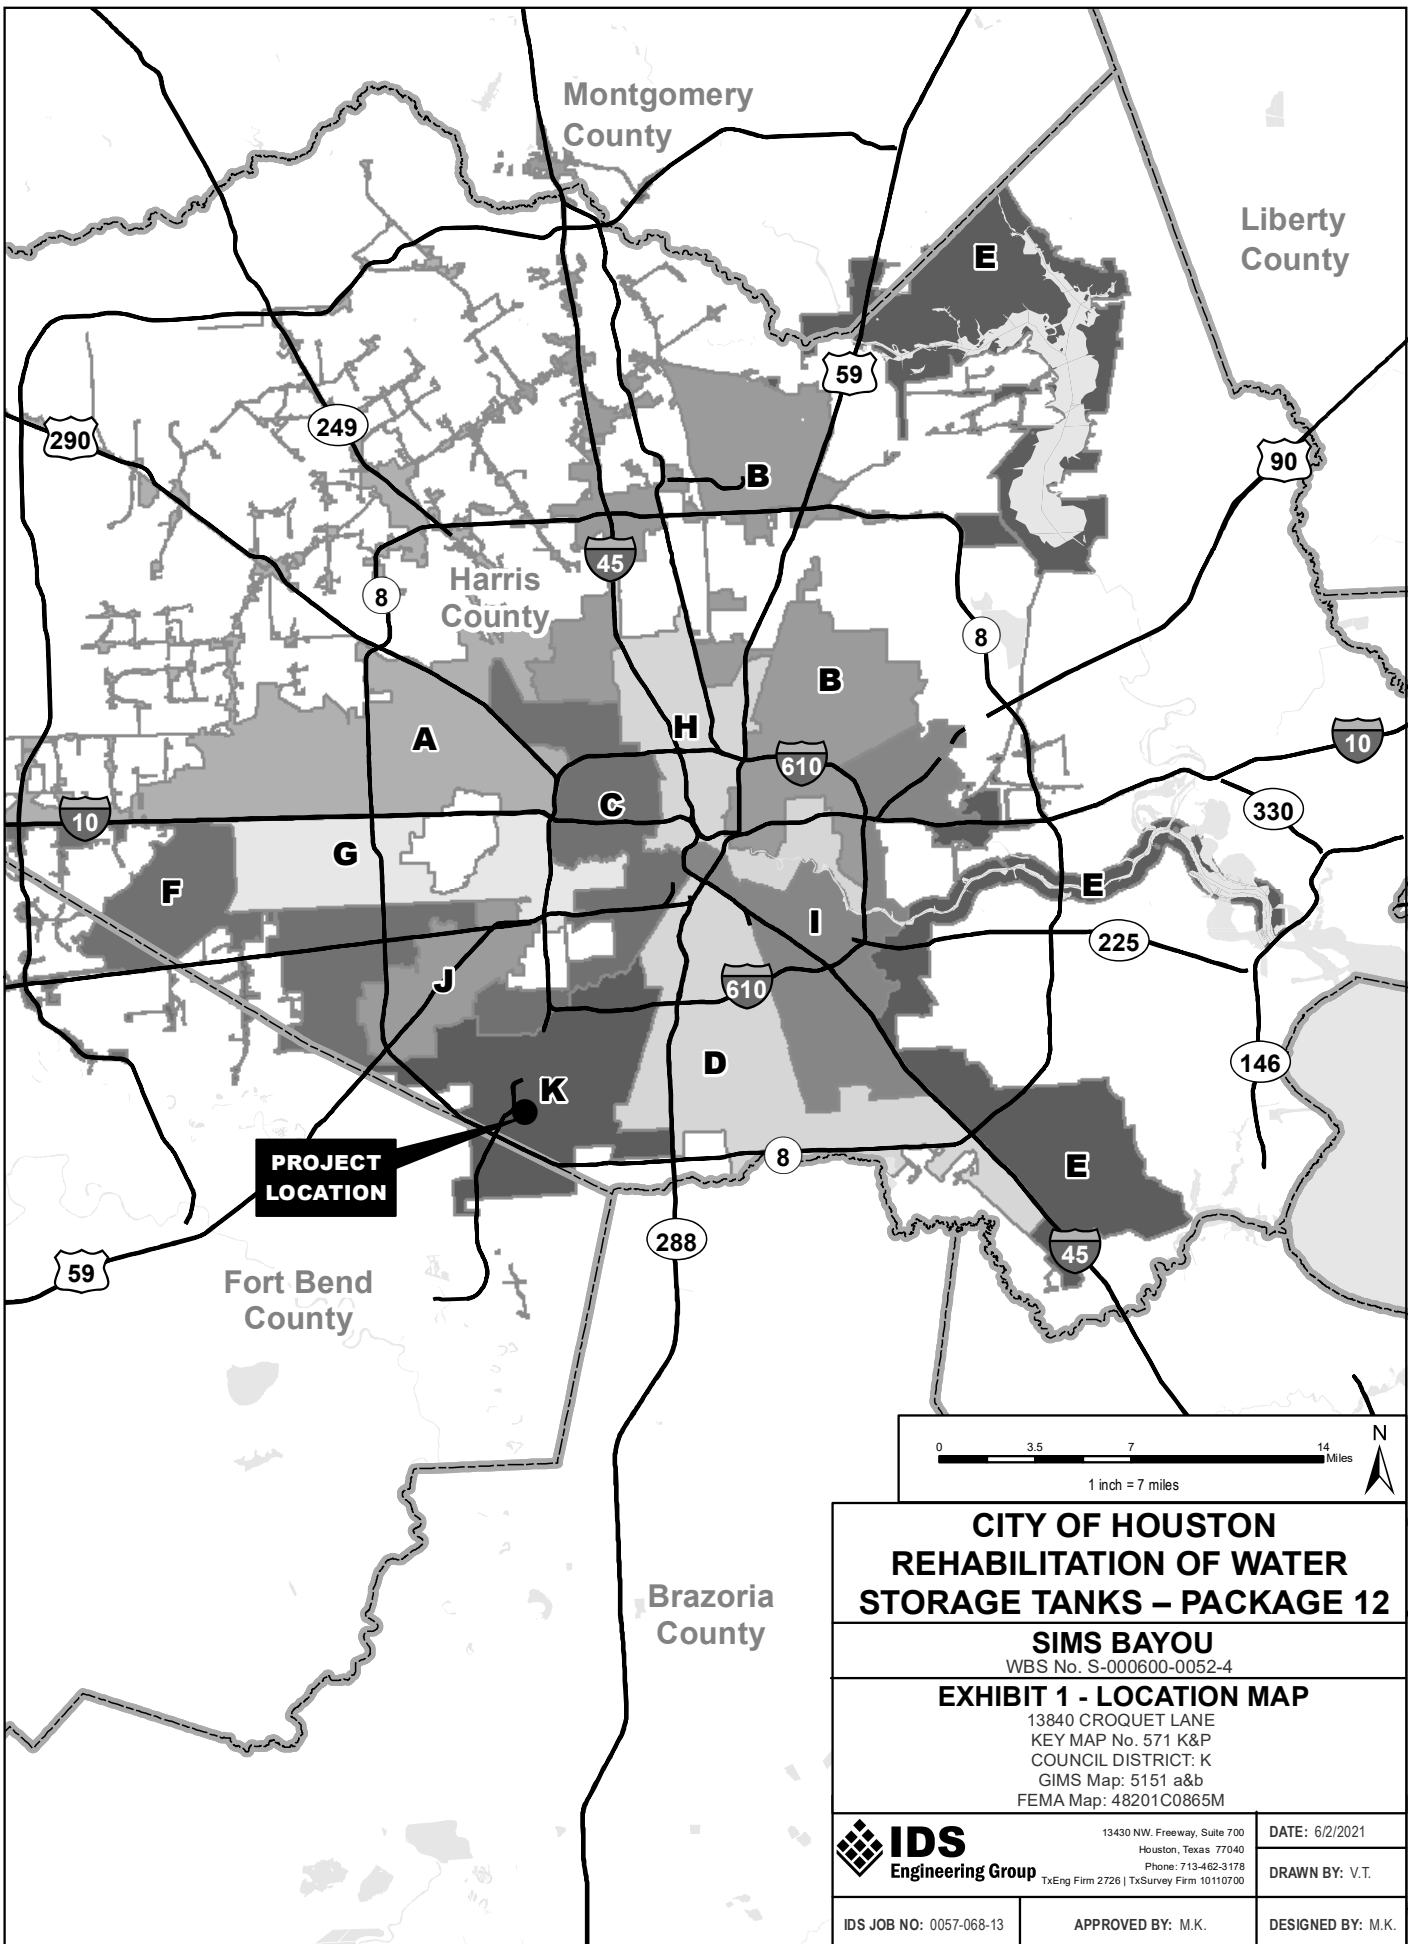 Montgomery
County
Liberty
County
E
59
249
290
90
B
45
Harris
County
8
8
B
A
H
610
10
C
10
330
G
F
E
I
225
J
610
D
146
K
PROJECT
LOCATION
8
E
288
45
59
Fort Bend
County
0 3.5 7 14
Miles
N
1 inch = 7 miles
CITY OF HOUSTON
REHABILITATION OF WATER
STORAGE TANKS – PACKAGE 12
SIMS BAYOU
WBS No. S-000600-0052-4
Brazoria
County
EXHIBIT 1 - LOCATION MAP
13840 CROQUET LANE
KEY MAP No. 571 K&P
COUNCIL DISTRICT: K
GIMS Map: 5151 a&b
FEMA Map: 48201C0865M
IDS
Engineering Group
13430 NW. Freeway, Suite 700
Houston, Texas 77040
Phone: 713-462-3178
TxEng Firm 2726 | TxSurvey Firm 10110700
DATE: 6/2/2021
DRAWN BY: V.T.
IDS JOB NO: 0057-068-13
APPROVED BY: M.K.
DESIGNED BY: M.K.